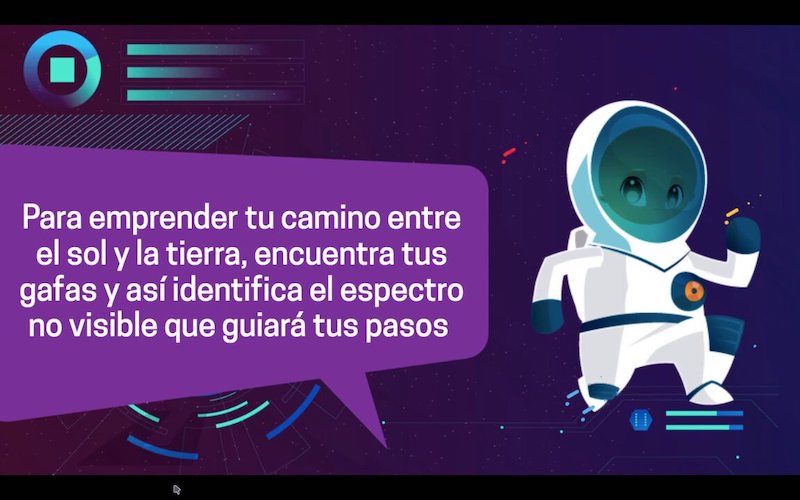 Para emprender tu camino entre
el sol y la tierra, encuentra tus
gafas y así identifica el espectro
no visible que guiará tus pasos